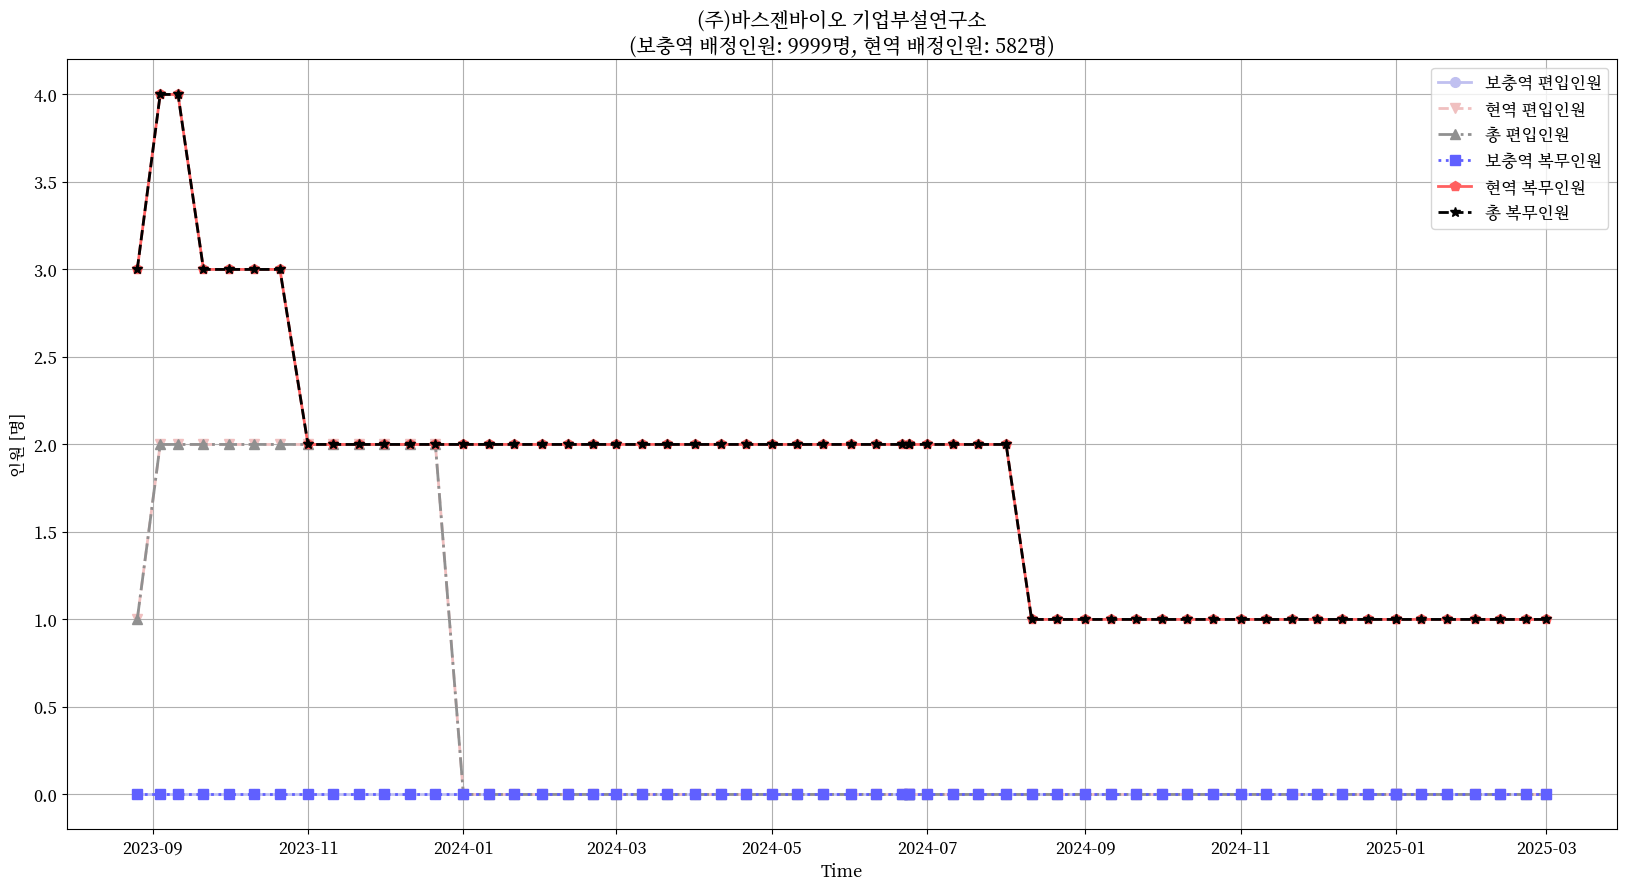 (주)바스젠바이오 기업부설연구소
(보충역 배정인원: 9999명, 현역 배정인원: 582명)
보충역 편입인원
현역 편입인원
총 편입인원
보충역 복무인원
현역 복무인원
총 복무인원
인원 [명]
4.0
3.5
3.0
2.5
2.0
1.5
1.0
0.5
0.0
2023-09 2023-11 2024-01 2024-03 2024-05 2024-07 2024-09 2024-11 2025-01 2025-03
Time